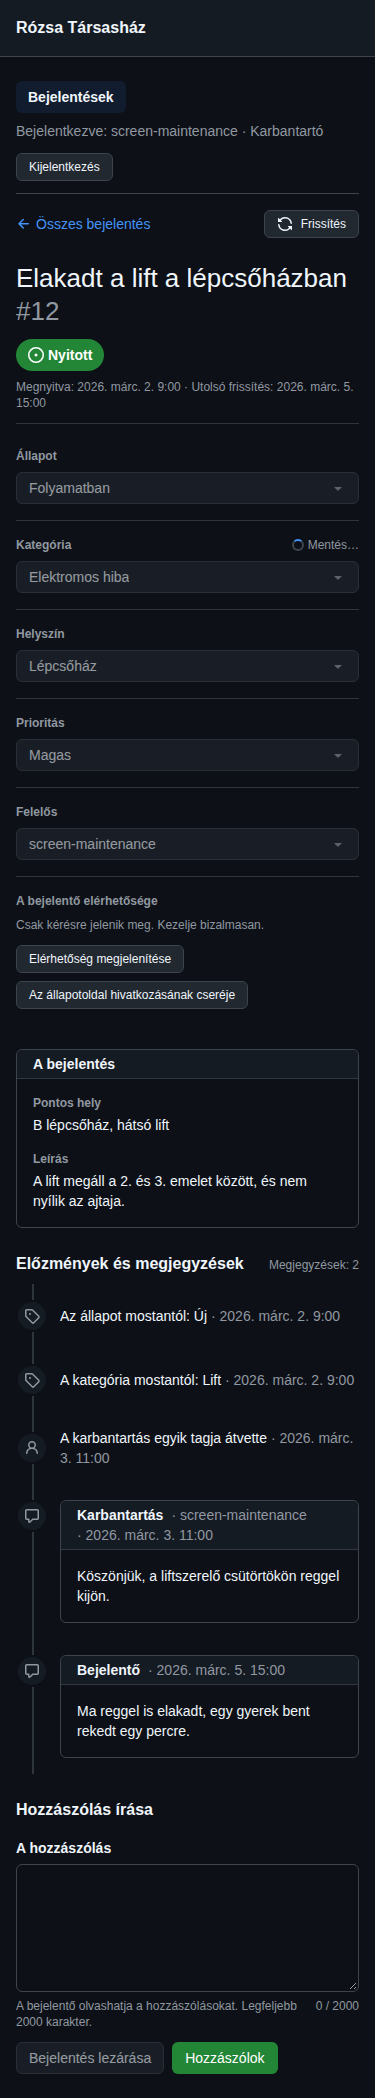 Rózsa Társasház
Bejelentések
Bejelentkezve: screen-maintenance · Karbantartó
Kijelentkezés
← Összes bejelentés
Frissítés
Elakadt a lift a lépcsőházban
#12
Nyitott
Megnyitva: 2026. márc. 2. 9:00 · Utolsó frissítés: 2026. márc. 5.
15:00
Állapot
Folyamatban
Kategória
Mentés…
Elektromos hiba
Helyszín
Lépcsőház
Prioritás
Magas
Felelős
screen-maintenance
A bejelentő elérhetősége
Csak kérésre jelenik meg. Kezelje bizalmasan.
Elérhetőség megjelenítése
Az állapotoldal hivatkozásának cseréje
A bejelentés
Pontos hely
B lépcsőház, hátsó lift
Leírás
A lift megáll a 2. és 3. emelet között, és nem
nyílik az ajtaja.
Előzmények és megjegyzések
Megjegyzések: 2
Az állapot mostantól: Új · 2026. márc. 2. 9:00
A kategória mostantól: Lift · 2026. márc. 2. 9:00
A karbantartás egyik tagja átvette · 2026. márc.
3. 11:00
Karbantartás · screen-maintenance
· 2026. márc. 3. 11:00
Köszönjük, a liftszerelő csütörtökön reggel
kijön.
Bejelentő · 2026. márc. 5. 15:00
Ma reggel is elakadt, egy gyerek bent
rekedt egy percre.
Hozzászólás írása
A hozzászólás
A bejelentő olvashatja a hozzászólásokat. Legfeljebb
2000 karakter.
0 / 2000
Bejelentés lezárása
Hozzászólok